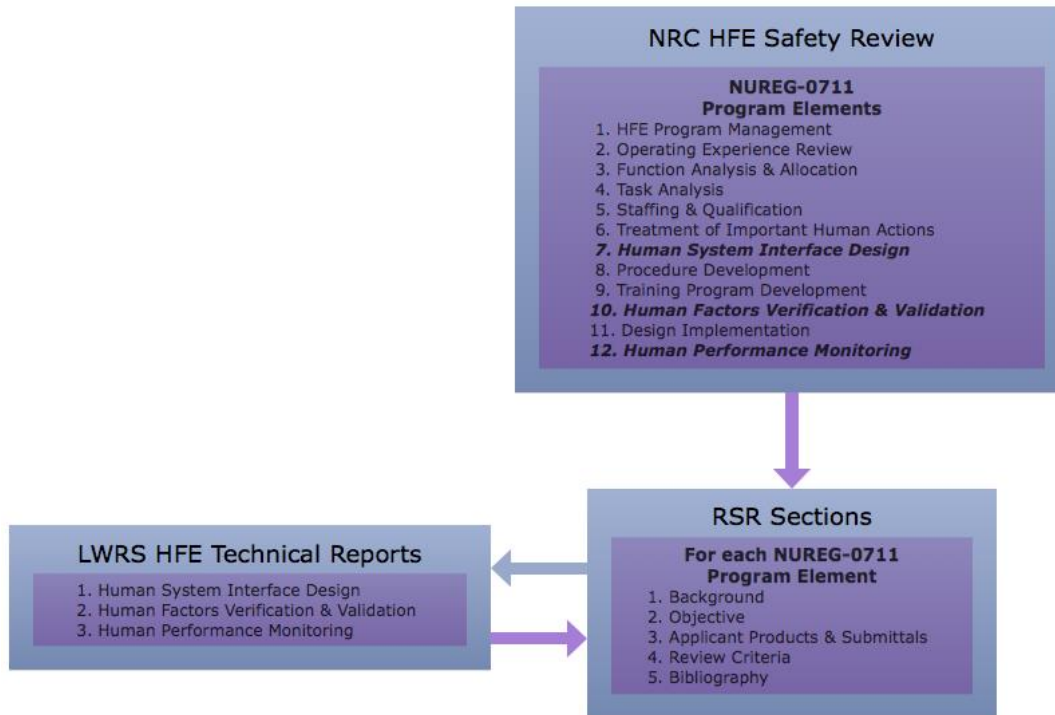 NRC HFE Safety Review
NUREG-0711
Program Elements
1. HFE Program Management
2. Operating Experience Review
3. Function Analysis & Allocation
4. Task Analysis
5. Staffing & Qualification
6. Treatment of Important Human Actions
7. Human System Interface Design
8. Procedure Development
9. Training Program Development
10. Human Factors Verification & Validation
11. Design Implementation
12. Human Performance Monitoring
LWRS HFE Technical Reports
1. Human System Interface Design
2. Human Factors Verification & Validation
3. Human Performance Monitoring
RSR Sections
For each NUREG-0711
Program Element
1. Background
2. Objective
3. Applicant Products & Submittals
4. Review Criteria
5. Bibliography